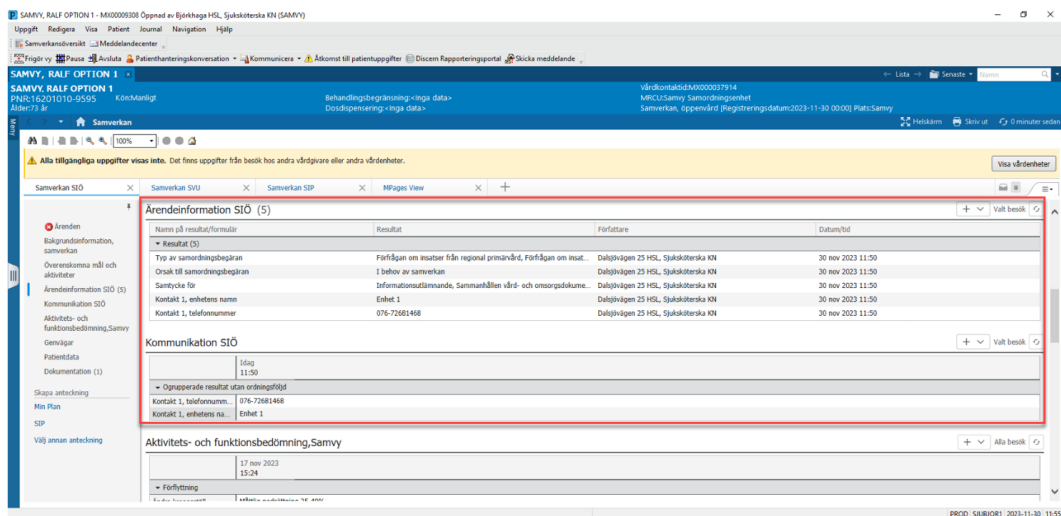 SAMVY, RALF OPTION 1 - MX00009308 Öppnad av Björkhaga HSL, Sjuksköterska KN (SAMVY)
Uppgift Redigera Visa Patient Journal Navigation Hjälp
Samverkansöversikt Meddelandecenter
Frigör vy Pausa Avsluta Patienthanteringskonversation Kommunicera Åtkomst till patientuppgifter Discern Rapporteringsportal Skicka meddelande
SAMVY, RALF OPTION 1 × Lista Senaste Namn
SAMVY, RALF OPTION 1 Vårdkontaktid:MX000037914
PNR:16201010-9595 Kön:Manligt Behandlingsbegränsning:<Inga data> MRCU:Samvy Samordningsenhet
Ålder:73 år Dosdispensering:<Inga data> Samverkan, öppenvård [Registreringsdatum:2023-11-30 00:00] Plats:Samvy
Meny Samverkan Helskärm Skriv ut 0 minuter sedan
100%
Alla tillgängliga uppgifter visas inte. Det finns uppgifter från besök hos andra vårdgivare eller andra vårdenheter. Visa vårdenheter
Samverkan SIÖ × Samverkan SVU × Samverkan SIP × MPages View × +
Ärenden
Bakgrundsinformation, samverkan
Överenskomna mål och aktiviteter
Ärendeinformation SIÖ (5)
Kommunikation SIÖ
Aktivitets- och funktionsbedömning,Samvy
Genvägar
Patientdata
Dokumentation (1)
Skapa anteckning
Min Plan
SIP
Välj annan anteckning
Ärendeinformation SIÖ (5) + Valt besök
Namn på resultat/formulär Resultat Författare Datum/tid
Resultat (5)
Typ av samordningsbegäran Förfrågan om insatser från regional primärvård, Förfrågan om insat... Dalsjövägen 25 HSL, Sjuksköterska KN 30 nov 2023 11:50
Orsak till samordningsbegäran I behov av samverkan Dalsjövägen 25 HSL, Sjuksköterska KN 30 nov 2023 11:50
Samtycke för Informationsutlämnande, Sammanhållen vård- och omsorgsdokume... Dalsjövägen 25 HSL, Sjuksköterska KN 30 nov 2023 11:50
Kontakt 1, enhetens namn Enhet 1 Dalsjövägen 25 HSL, Sjuksköterska KN 30 nov 2023 11:50
Kontakt 1, telefonnummer 076-72681468 Dalsjövägen 25 HSL, Sjuksköterska KN 30 nov 2023 11:50
Kommunikation SIÖ + Valt besök
Idag
11:50
Ogrupperade resultat utan ordningsföljd
Kontakt 1, telefonnumm... 076-72681468
Kontakt 1, enhetens na... Enhet 1
Aktivitets- och funktionsbedömning,Samvy + Alla besök
17 nov 2023
15:24
Förflyttning
PROD SJUBJOR1 2023-11-30 11:55